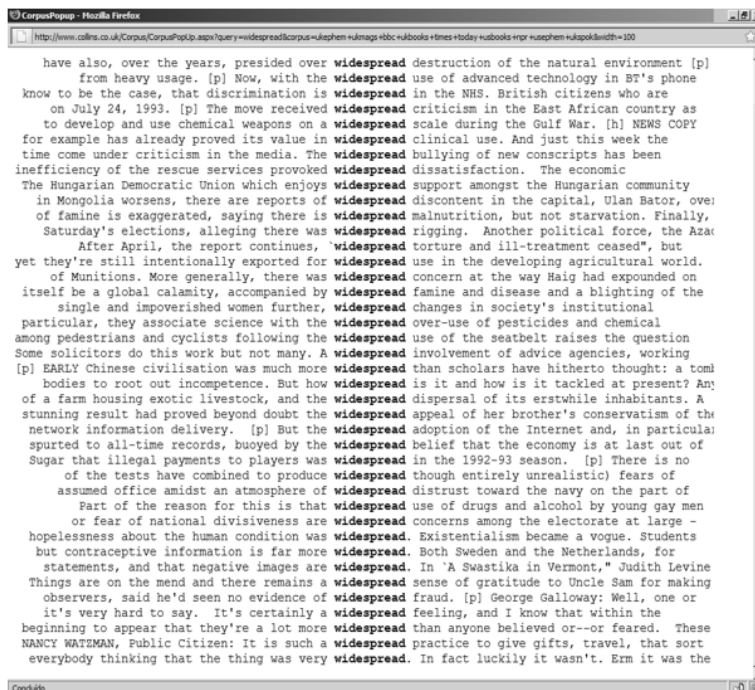 CorpusPopup - Mozilla Firefox
http://www.collins.co.uk/Corpus/CorpusPopUp.aspx?query=widespread&corpus=ukephem+ukmags+bbc+ukbooks+times+today+usbooks+npr+usephem+ukspok&width=100
have also, over the years, presided over widespread destruction of the natural environment [p]
from heavy usage. [p] Now, with the widespread use of advanced technology in BT's phone
know to be the case, that discrimination is widespread in the NHS. British citizens who are
on July 24, 1993. [p] The move received widespread criticism in the East African country as
to develop and use chemical weapons on a widespread scale during the Gulf War. [h] NEWS COPY
for example has already proved its value in widespread clinical use. And just this week the
time come under criticism in the media. The widespread bullying of new conscripts has been
inefficiency of the rescue services provoked widespread dissatisfaction. The economic
The Hungarian Democratic Union which enjoys widespread support amongst the Hungarian community
in Mongolia worsens, there are reports of widespread discontent in the capital, Ulan Bator, over
of famine is exaggerated, saying there is widespread malnutrition, but not starvation. Finally,
Saturday's elections, alleging there was widespread rigging. Another political force, the Azad
After April, the report continues, `widespread torture and ill-treatment ceased", but
yet they're still intentionally exported for widespread use in the developing agricultural world.
of Munitions. More generally, there was widespread concern at the way Haig had expounded on
itself be a global calamity, accompanied by widespread famine and disease and a blighting of the
single and impoverished women further, widespread changes in society's institutional
particular, they associate science with the widespread over-use of pesticides and chemical
among pedestrians and cyclists following the widespread use of the seatbelt raises the question
Some solicitors do this work but not many. A widespread involvement of advice agencies, working
[p] EARLY Chinese civilisation was much more widespread than scholars have hitherto thought: a tomb
bodies to root out incompetence. But how widespread is it and how is it tackled at present? Any
of a farm housing exotic livestock, and the widespread dispersal of its erstwhile inhabitants. A
stunning result had proved beyond doubt the widespread appeal of her brother's conservatism of the
network information delivery. [p] But the widespread adoption of the Internet and, in particular
spurted to all-time records, buoyed by the widespread belief that the economy is at last out of
Sugar that illegal payments to players was widespread in the 1992-93 season. [p] There is no
of the tests have combined to produce widespread though entirely unrealistic) fears of
assumed office amidst an atmosphere of widespread distrust toward the navy on the part of
Part of the reason for this is that widespread use of drugs and alcohol by young gay men
or fear of national divisiveness are widespread concerns among the electorate at large -
hopelessness about the human condition was widespread. Existentialism became a vogue. Students
but contraceptive information is far more widespread. Both Sweden and the Netherlands, for
statements, and that negative images are widespread. In `A Swastika in Vermont," Judith Levine
Things are on the mend and there remains a widespread sense of gratitude to Uncle Sam for making
observers, said he'd seen no evidence of widespread fraud. [p] George Galloway: Well, one or
it's very hard to say. It's certainly a widespread feeling, and I know that within the
beginning to appear that they're a lot more widespread than anyone believed or--or feared. These
NANCY WATZMAN, Public Citizen: It is such a widespread practice to give gifts, travel, that sort
everybody thinking that the thing was very widespread. In fact luckily it wasn't. Erm it was the
Concluído